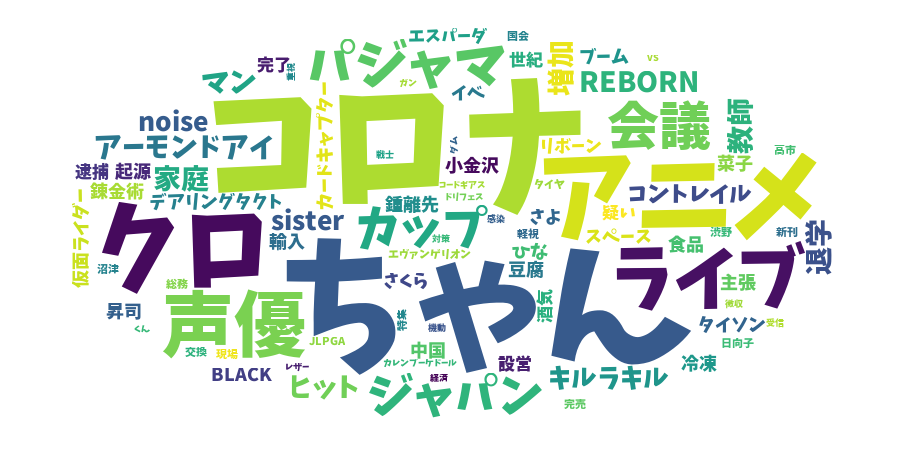 エスパーダ
国会
完了
重視
パジャマ
世紀
増加
ブーム
vs
マン
ガン
イベ
REBORN
noise
コロナ
会議
教師
アーモンドアイ
カードキャプター
戦士
ダム
小金沢
リボーン
アニメ
菜子
高市
逮捕
起源
家庭
錬金術
デアリングタクト
コードギアス
ドリフェス
タイヤ
コントレイル
仮面ライダー
クロ
sister
輸入
カップ
鐘離先
対策
感染
さよ
軽視
疑い
スペース
渋野
新刊
退学
沼津
エヴァンゲリオン
ひな
豆腐
食品
ライブ
総務
声優
ちゃん
さくら
酒気
主張
徴収
昇司
くん
特集
機動
タイソン
受信
JLPGA
日向子
交換
現場
中国
カレンブーケドール
設営
冷凍
レザー
BLACK
経済
キルラキル
ヒット
ジャパン
完売